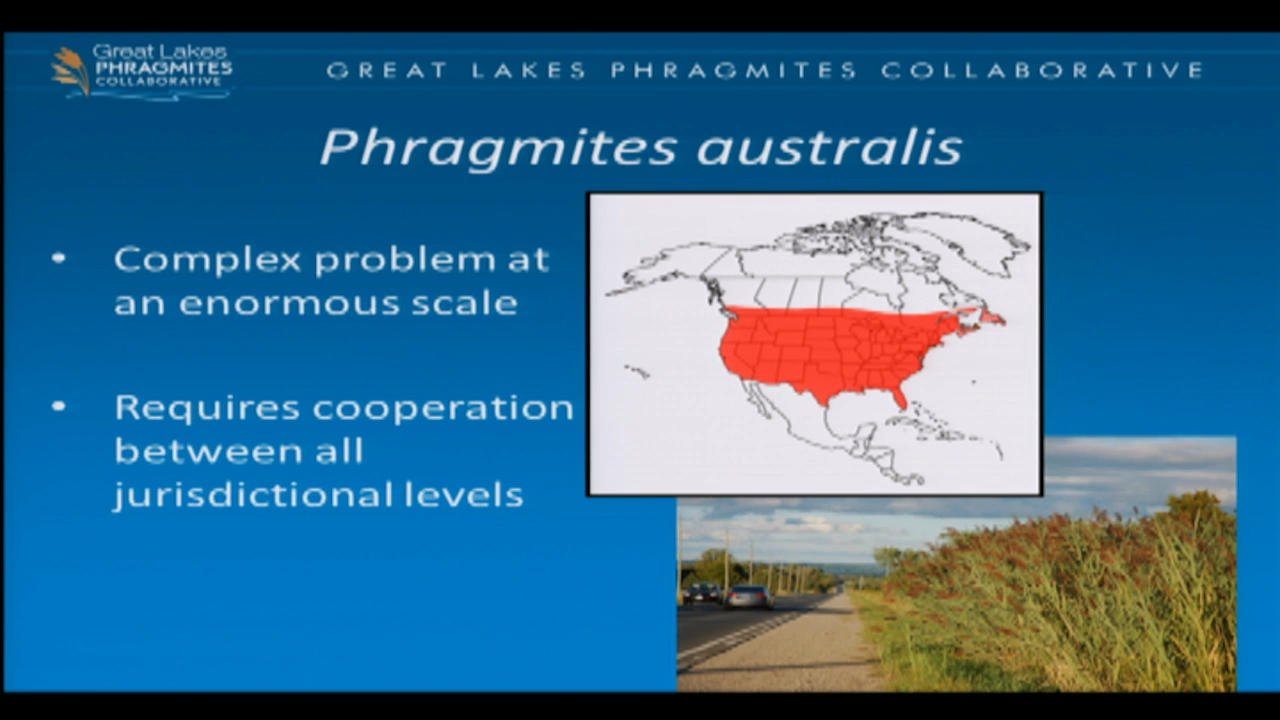 Great Lakes
PHRAGMITES
COLLABORATIVE
GREAT LAKES PHRAGMITES COLLABORATIVE
Phragmites australis
• Complex problem at
an enormous scale
• Requires cooperation
between all
jurisdictional levels